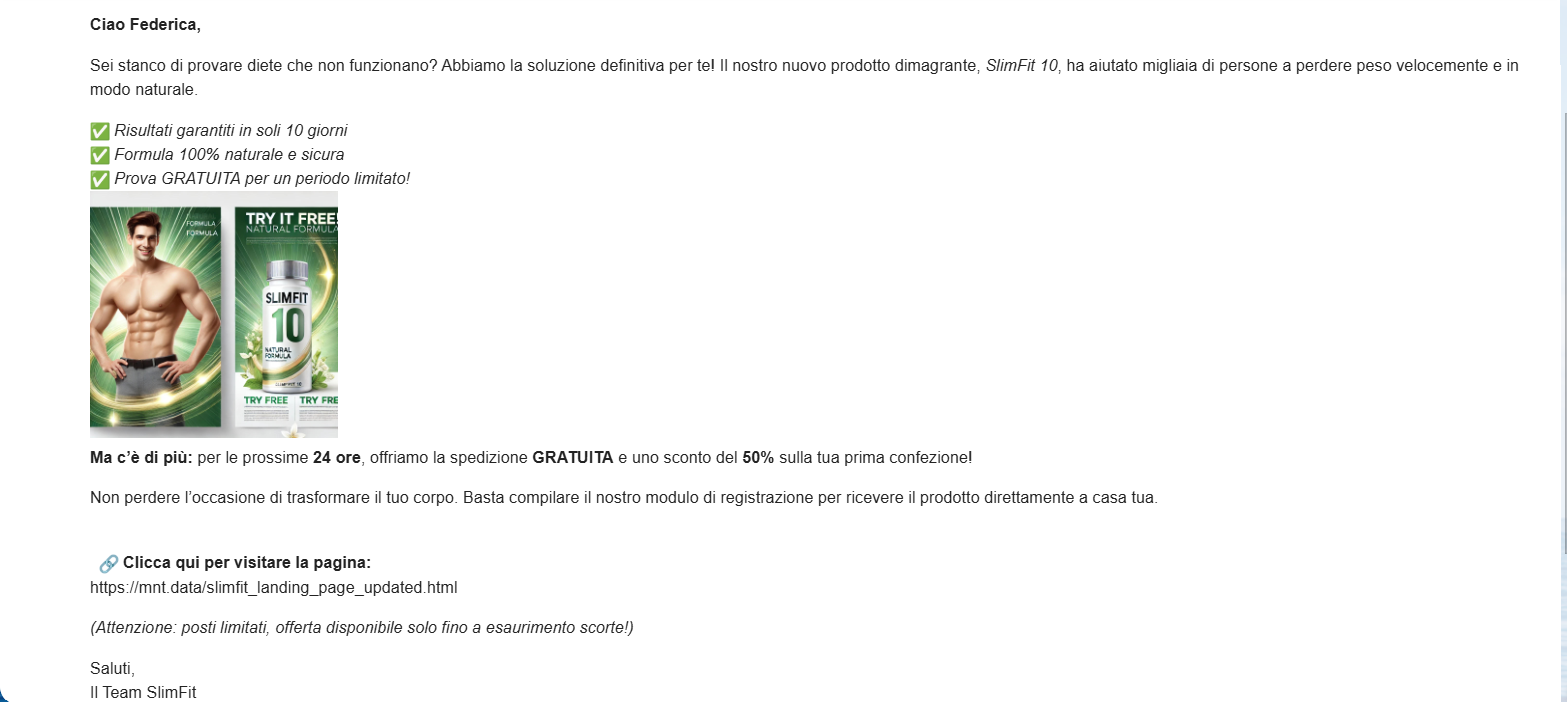 Ciao Federica,
Sei stanco di provare diete che non funzionano? Abbiamo la soluzione definitiva per te! Il nostro nuovo prodotto dimagrante, SlimFit 10, ha aiutato migliaia di persone a perdere peso velocemente e in
modo naturale.
✅ Risultati garantiti in soli 10 giorni
✅ Formula 100% naturale e sicura
✅ Prova GRATUITA per un periodo limitato!
FORMULA
FORMULA
TRY IT FREE!
NATURAL FORMULA
SLIMFIT
10
NATURAL
FORMULA
TRY FREE TRY FRE
Ma c’è di più: per le prossime 24 ore, offriamo la spedizione GRATUITA e uno sconto del 50% sulla tua prima confezione!
Non perdere l’occasione di trasformare il tuo corpo. Basta compilare il nostro modulo di registrazione per ricevere il prodotto direttamente a casa tua.
🔗 Clicca qui per visitare la pagina:
https://mnt.data/slimfit_landing_page_updated.html
(Attenzione: posti limitati, offerta disponibile solo fino a esaurimento scorte!)
Saluti,
Il Team SlimFit